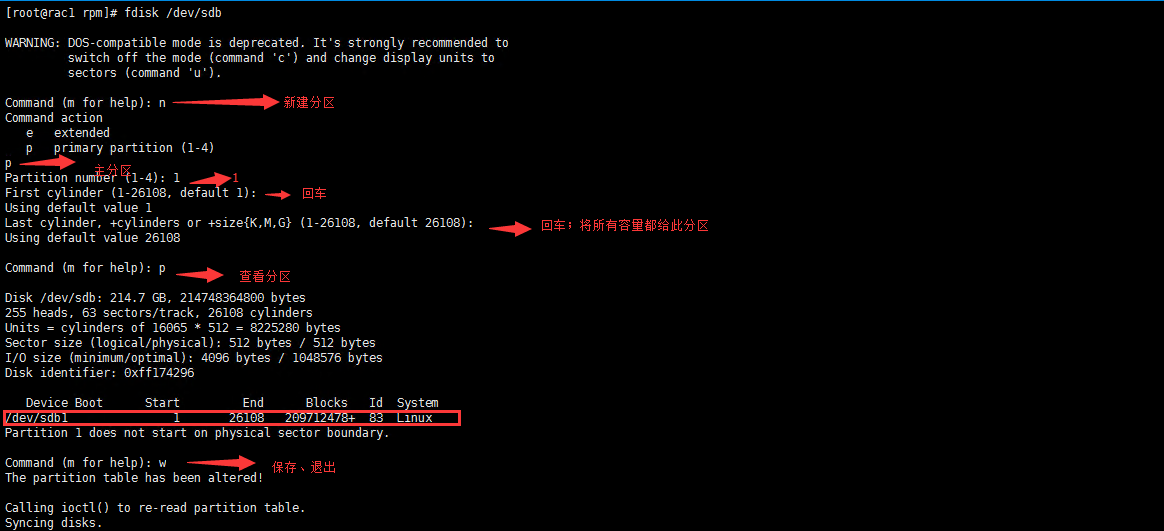 [root@rac1 rpm]# fdisk /dev/sdb
WARNING: DOS-compatible mode is deprecated. It's strongly recommended to
switch off the mode (command 'c') and change display units to
sectors (command 'u').
Command (m for help): n 新建分区
Command action
e extended
p primary partition (1-4)
p 主分区
Partition number (1-4): 1 1
First cylinder (1-26108, default 1): 回车
Using default value 1
Last cylinder, +cylinders or +size{K,M,G} (1-26108, default 26108): 回车；将所有容量都给此分区
Using default value 26108
Command (m for help): p 查看分区
Disk /dev/sdb: 214.7 GB, 214748364800 bytes
255 heads, 63 sectors/track, 26108 cylinders
Units = cylinders of 16065 * 512 = 8225280 bytes
Sector size (logical/physical): 512 bytes / 512 bytes
I/O size (minimum/optimal): 4096 bytes / 1048576 bytes
Disk identifier: 0xff174296
Device Boot Start End Blocks Id System
/dev/sdb1 1 26108 209712478+ 83 Linux
Partition 1 does not start on physical sector boundary.
Command (m for help): w 保存、退出
The partition table has been altered!
Calling ioctl() to re-read partition table.
Syncing disks.